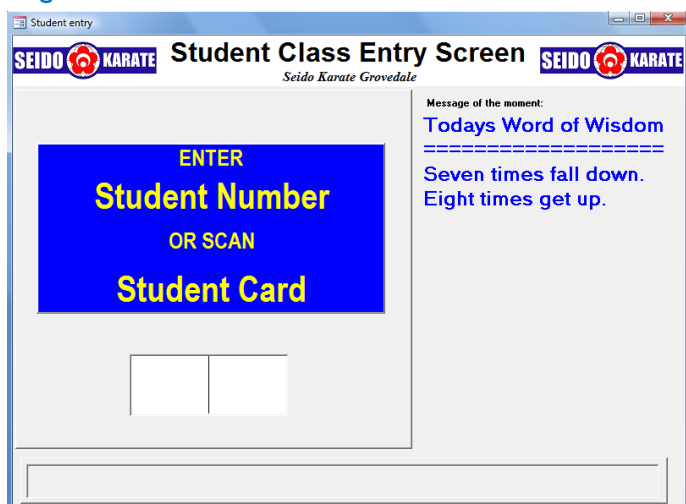 Student entry
SEIDO KARATE
Student Class Entry Screen
Seido Karate Grovedale
SEIDO KARATE
ENTER
Student Number
OR SCAN
Student Card
Message of the moment:
Todays Word of Wisdom
===================
Seven times fall down.
Eight times get up.